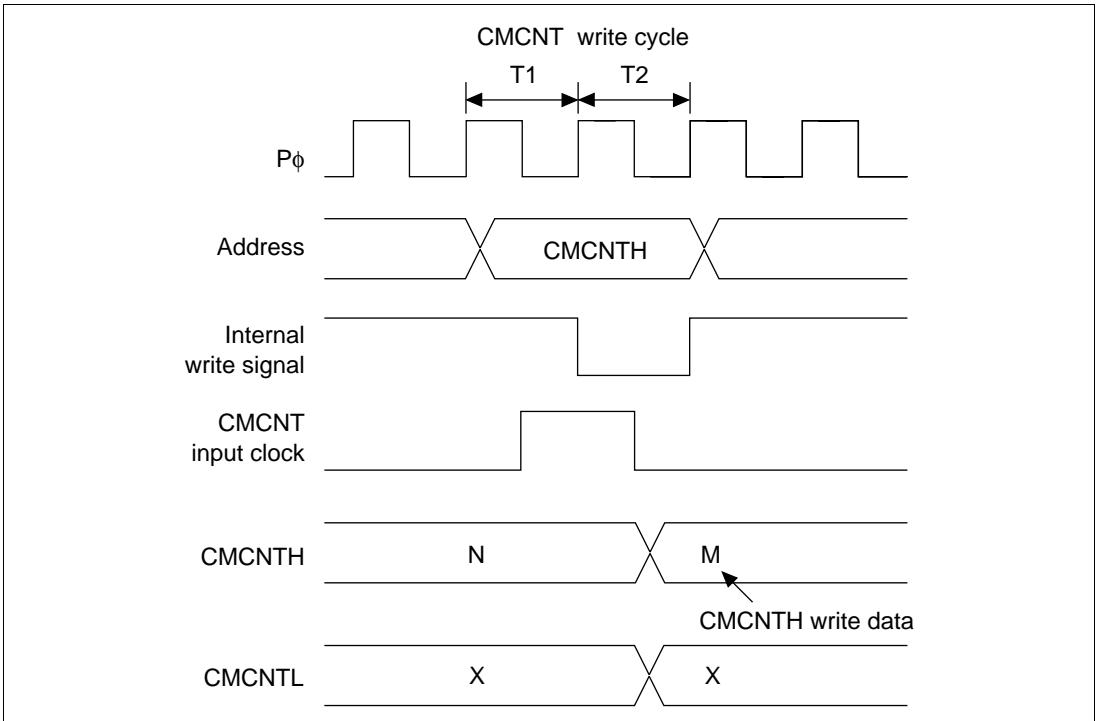 CMCNT write cycle
T1 T2
Pϕ
Address
CMCNTH
Internal
write signal
CMCNT
input clock
CMCNTH
N M
CMCNTH write data
CMCNTL
X X